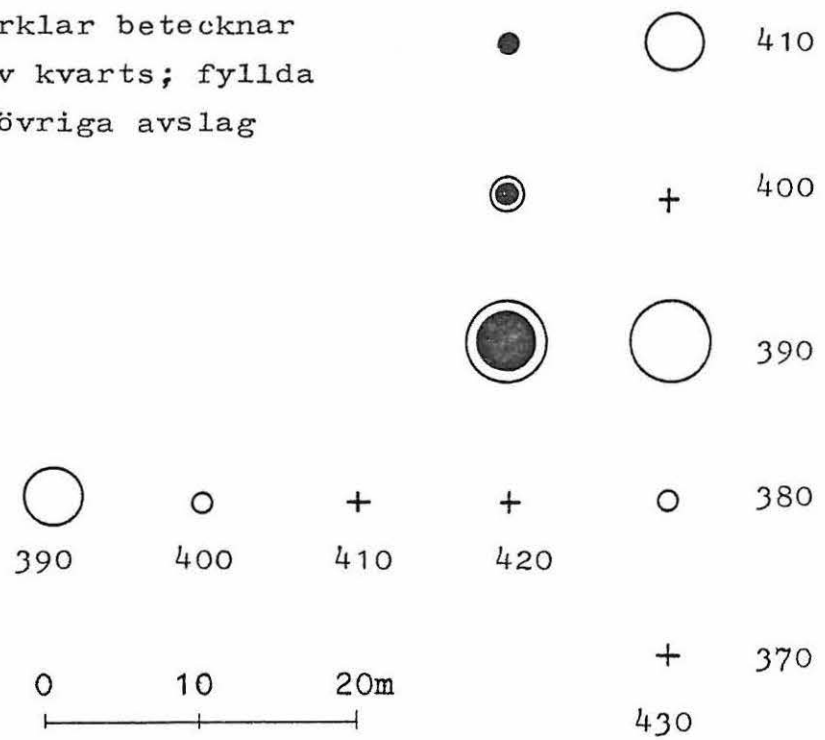 rklar betecknar
v kvarts; fyllda
övriga avslag
410
400
390
380
390 400 410 420
370
0 10 20m
430